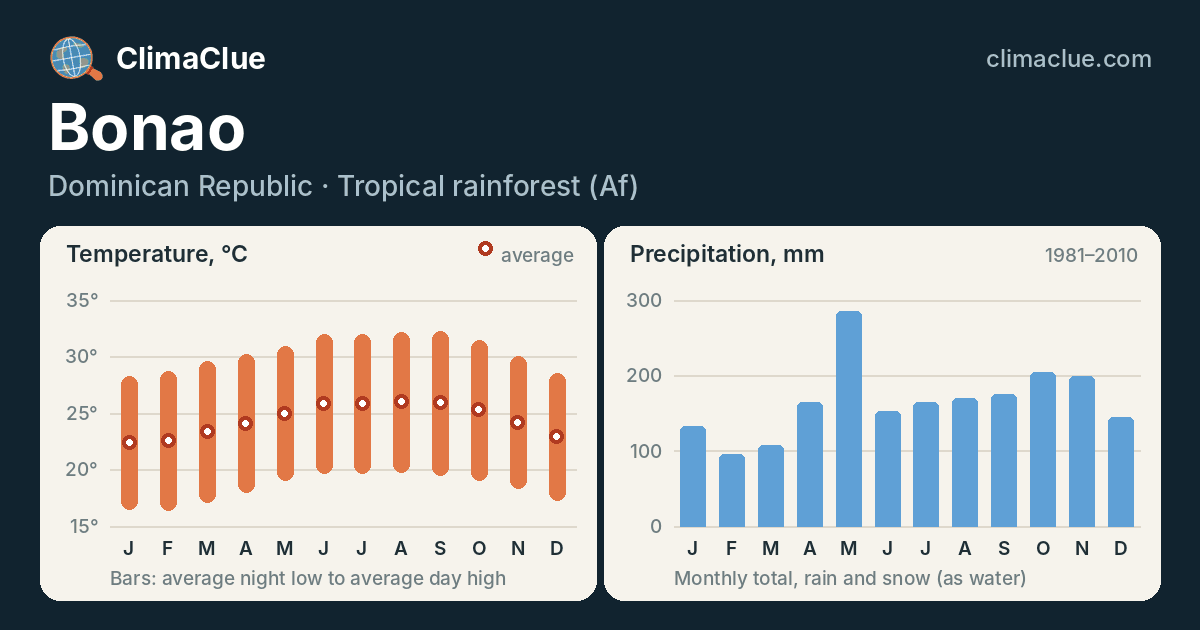 ClimaClue
climaclue.com
Bonao
Dominican Republic · Tropical rainforest (Af)
Temperature, °C
average
35°
30°
25°
20°
15°
J F M A M J J A S O N D
Bars: average night low to average day high
Precipitation, mm
1981–2010
300
200
100
0
J F M A M J J A S O N D
Monthly total, rain and snow (as water)